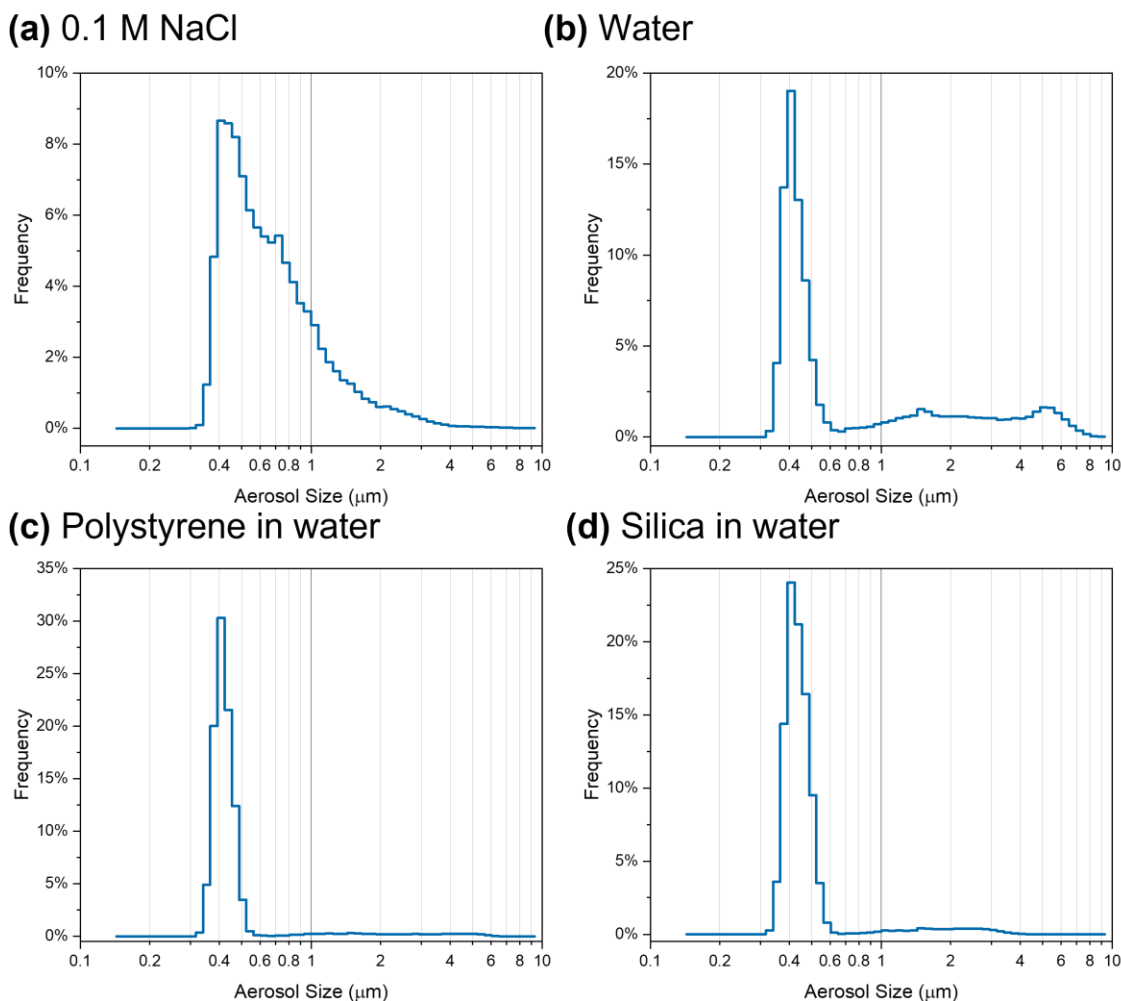 (a) 0.1 M NaCl
10%
8%
6%
4%
2%
0%
Frequency
0.1 0.2 0.4 0.6 0.8 1 2 4 6 8 10
Aerosol Size (μm)
(b) Water
20%
15%
10%
5%
0%
Frequency
0.1 0.2 0.4 0.6 0.8 1 2 4 6 8 10
Aerosol Size (μm)
(c) Polystyrene in water
35%
30%
25%
20%
15%
10%
5%
0%
Frequency
0.1 0.2 0.4 0.6 0.8 1 2 4 6 8 10
Aerosol Size (μm)
(d) Silica in water
25%
20%
15%
10%
5%
0%
Frequency
0.1 0.2 0.4 0.6 0.8 1 2 4 6 8 10
Aerosol Size (μm)